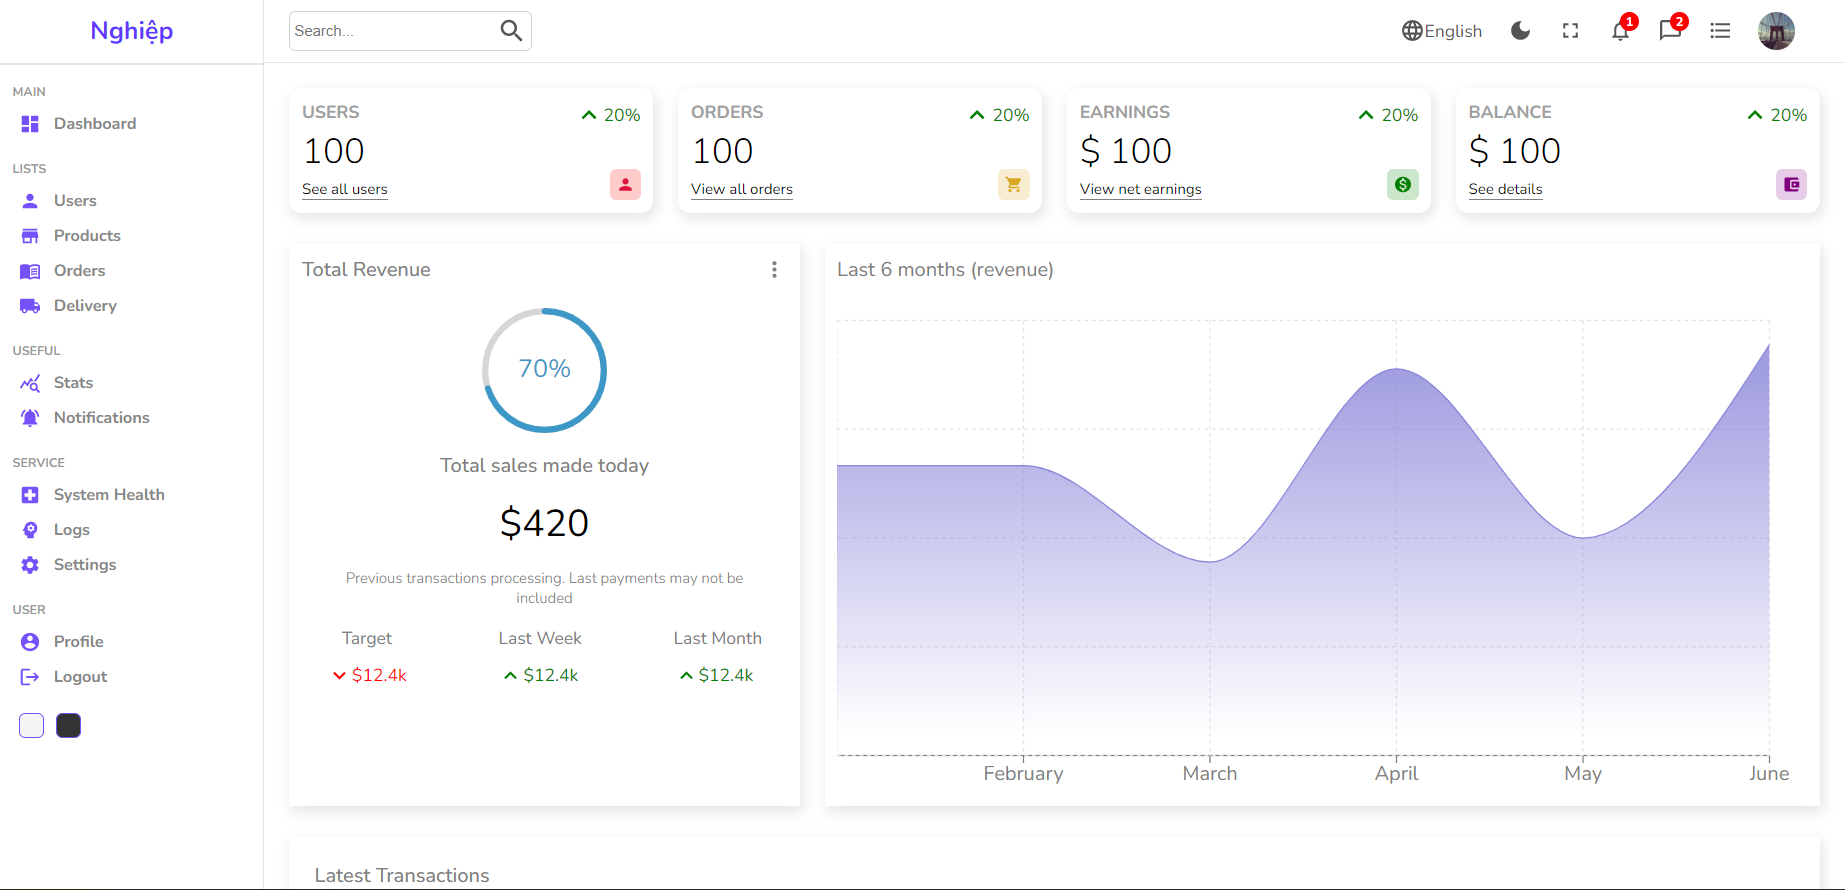 Nghiệp
Search...
English
1
2
MAIN
Dashboard
LISTS
Users
Products
Orders
Delivery
USEFUL
Stats
Notifications
SERVICE
System Health
Logs
Settings
USER
Profile
Logout
USERS
20%
100
See all users
ORDERS
20%
100
View all orders
EARNINGS
20%
$ 100
View net earnings
BALANCE
20%
$ 100
See details
Total Revenue
70%
Total sales made today
$420
Previous transactions processing. Last payments may not be
included
Target
Last Week
Last Month
$12.4k
$12.4k
$12.4k
Last 6 months (revenue)
February
March
April
May
June
Latest Transactions